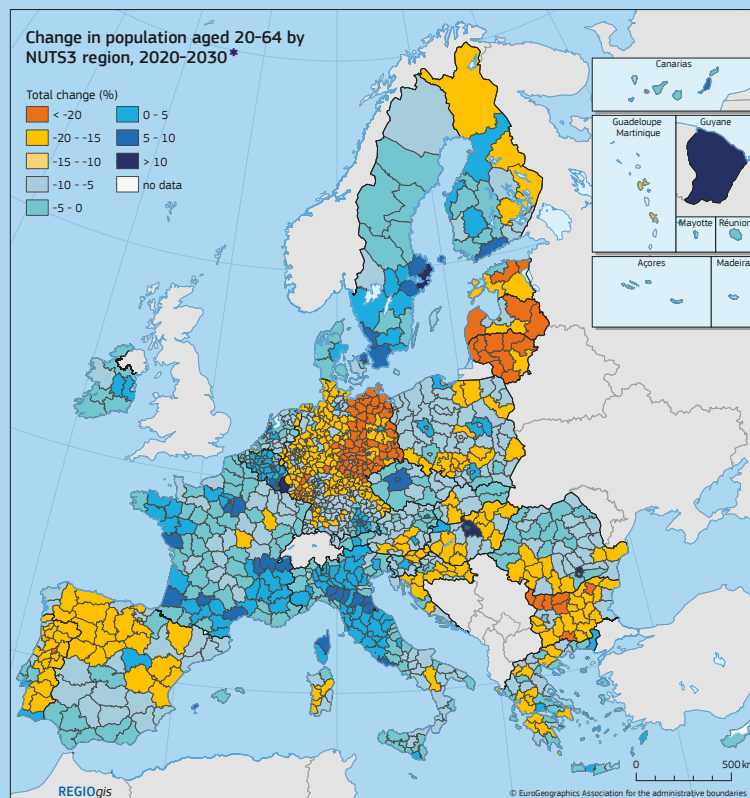 Change in population aged 20-64 by
NUTS3 region, 2020-2030*
Total change (%)
< -20
-20 - -15
-15 - -10
-10 - -5
-5 - 0
0 - 5
5 - 10
> 10
no data
Canarias
Guadeloupe
Martinique
Guyane
Mayotte
Réunion
Açores
Madeira
0
500 km
REGIOgis
© EuroGeographics Association for the administrative boundaries